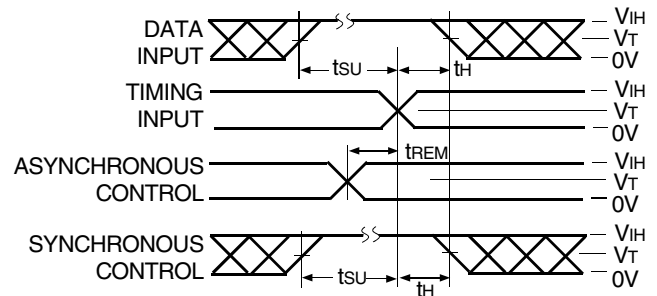 DATA
INPUT
tSU
tH
VIH
VT
0V
TIMING
INPUT
VIH
VT
0V
tREM
ASYNCHRONOUS
CONTROL
VIH
VT
0V
SYNCHRONOUS
CONTROL
tSU
tH
VIH
VT
0V